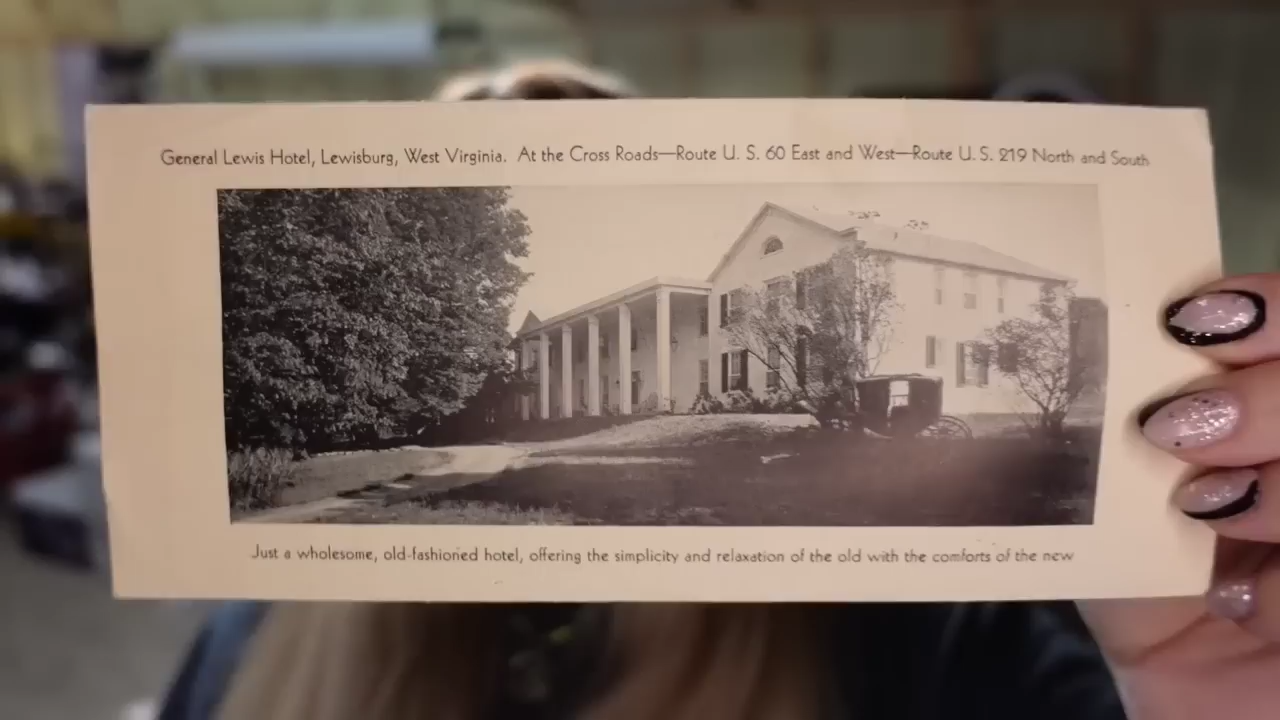 General Lewis Hotel, Lewisburg, West Virginia. At the Cross Roads—Route U. S. 60 East and West—Route U. S. 219 North and South
Just a wholesome, old-fashioned hotel, offering the simplicity and relaxation of the old with the comforts of the new